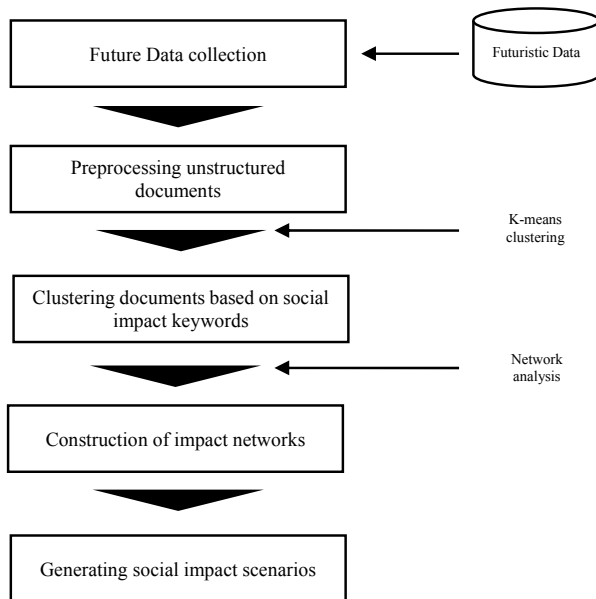 Future Data collection
Futuristic Data
Preprocessing unstructured
documents
K-means
clustering
Clustering documents based on social
impact keywords
Network
analysis
Construction of impact networks
Generating social impact scenarios